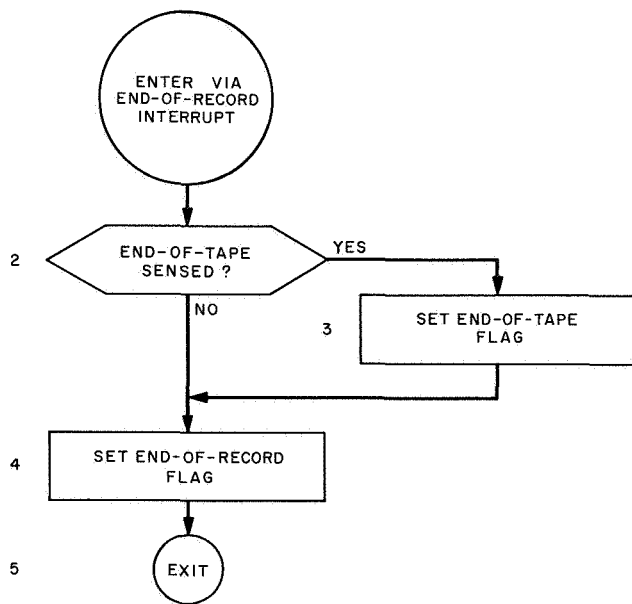 ENTER VIA
END-OF-RECORD
INTERRUPT
2
END-OF-TAPE
SENSED ?
YES
NO
3
SET END-OF-TAPE
FLAG
4
SET END-OF-RECORD
FLAG
5
EXIT